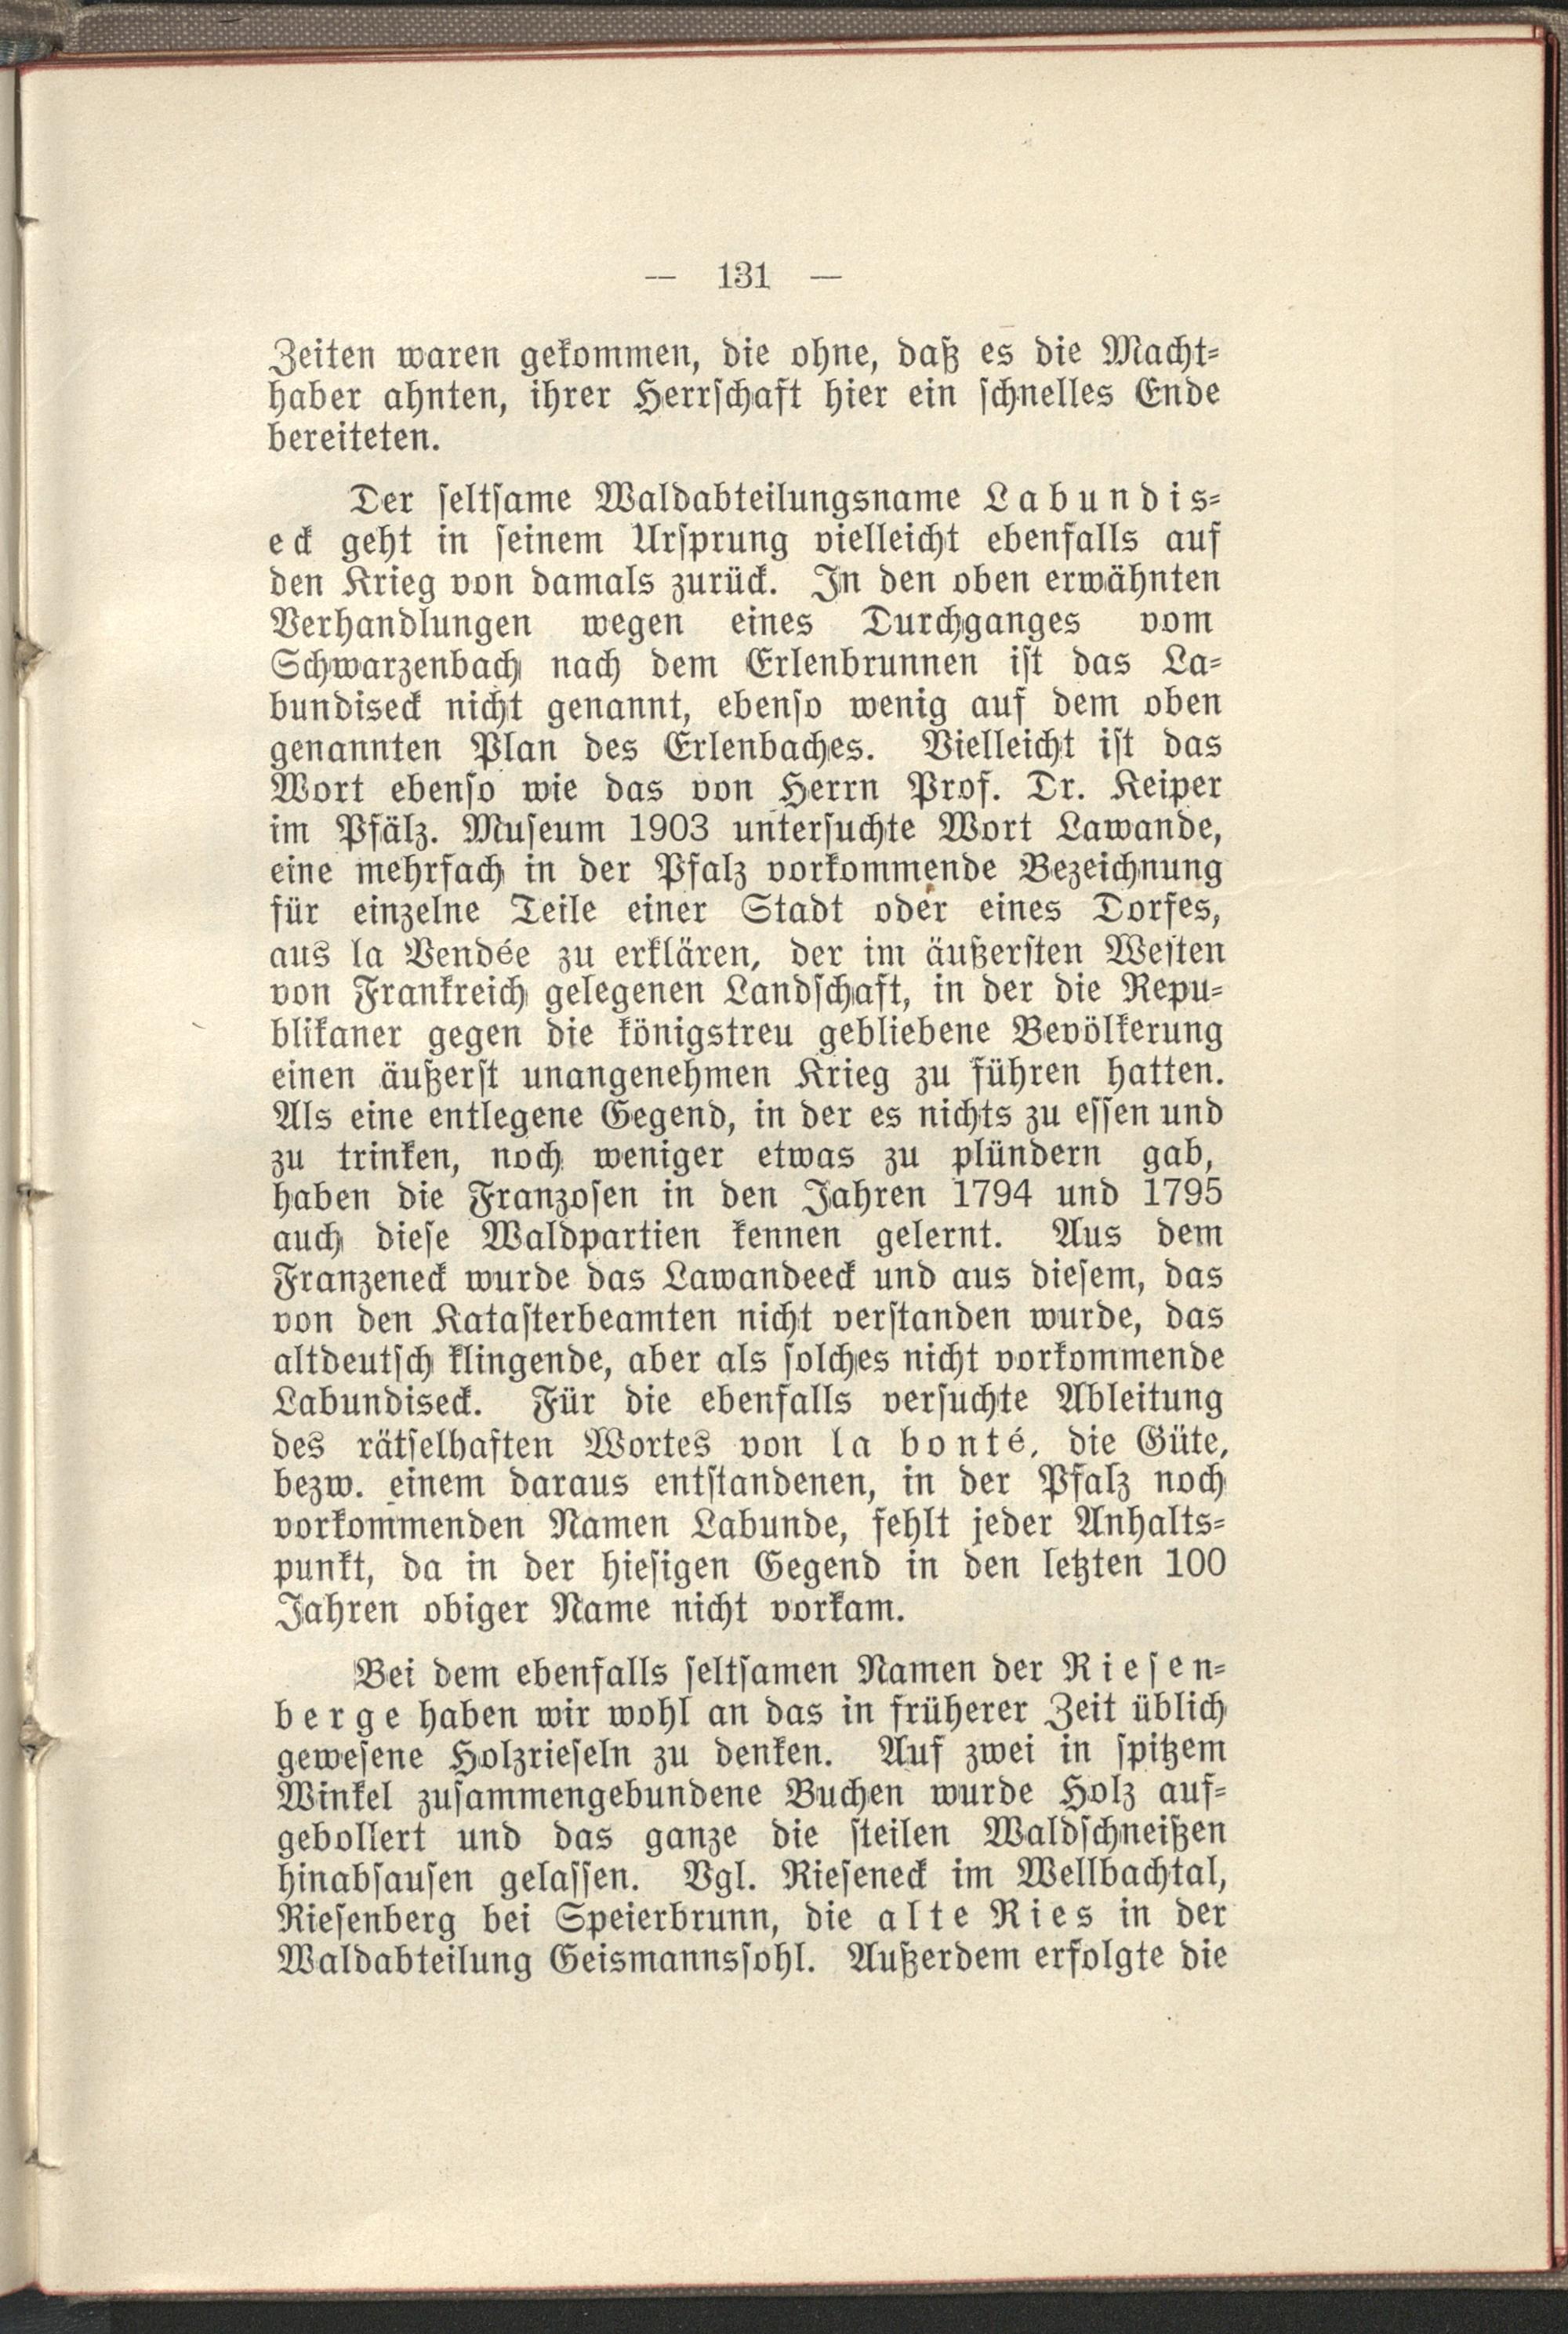 — 131 —
Zeiten waren gekommen, die ohne, daß es die Macht-
haber ahnten, ihrer Herrschaft hier ein schnelles Ende
bereiteten.
Der seltsame Waldabteilungsname Labundis-
eck geht in seinem Ursprung vielleicht ebenfalls auf
den Krieg von damals zurück. In den oben erwähnten
Verhandlungen wegen eines Durchganges vom
Schwarzenbach nach dem Erlenbrunnen ist das La-
bundiseck nicht genannt, ebenso wenig auf dem oben
genannten Plan des Erlenbaches. Vielleicht ist das
Wort ebenso wie das von Herrn Prof. Dr. Keiper
im Pfälz. Museum 1903 untersuchte Wort Lawande,
eine mehrfach in der Pfalz vorkommende Bezeichnung
für einzelne Teile einer Stadt oder eines Dorfes,
aus la Vendée zu erklären, der im äußersten Westen
von Frankreich gelegenen Landschaft, in der die Repu-
blikaner gegen die königstreu gebliebene Bevölkerung
einen äußerst unangenehmen Krieg zu führen hatten.
Als eine entlegene Gegend, in der es nichts zu essen und
zu trinken, noch weniger etwas zu plündern gab,
haben die Franzosen in den Jahren 1794 und 1795
auch diese Waldpartien kennen gelernt. Aus dem
Franzeneck wurde das Lawandeeck und aus diesem, das
von den Katasterbeamten nicht verstanden wurde, das
altdeutsch klingende, aber als solches nicht vorkommende
Labundiseck. Für die ebenfalls versuchte Ableitung
des rätselhaften Wortes von la bonté, die Güte,
bezw. einem daraus entstandenen, in der Pfalz noch
vorkommenden Namen Labunde, fehlt jeder Anhalts-
punkt, da in der hiesigen Gegend in den letzten 100
Jahren obiger Name nicht vorkam.
Bei dem ebenfalls seltsamen Namen der Riesen-
berge haben wir wohl an das in früherer Zeit üblich
gewesene Holzrieseln zu denken. Auf zwei in spitzem
Winkel zusammengebundene Buchen wurde Holz auf-
gebollert und das ganze die steilen Waldschneißen
hinabsausen gelassen. Vgl. Rieseneck im Wellbachtal,
Riesenberg bei Speierbrunn, die alte Ries in der
Waldabteilung Geismannssohl. Außerdem erfolgte die